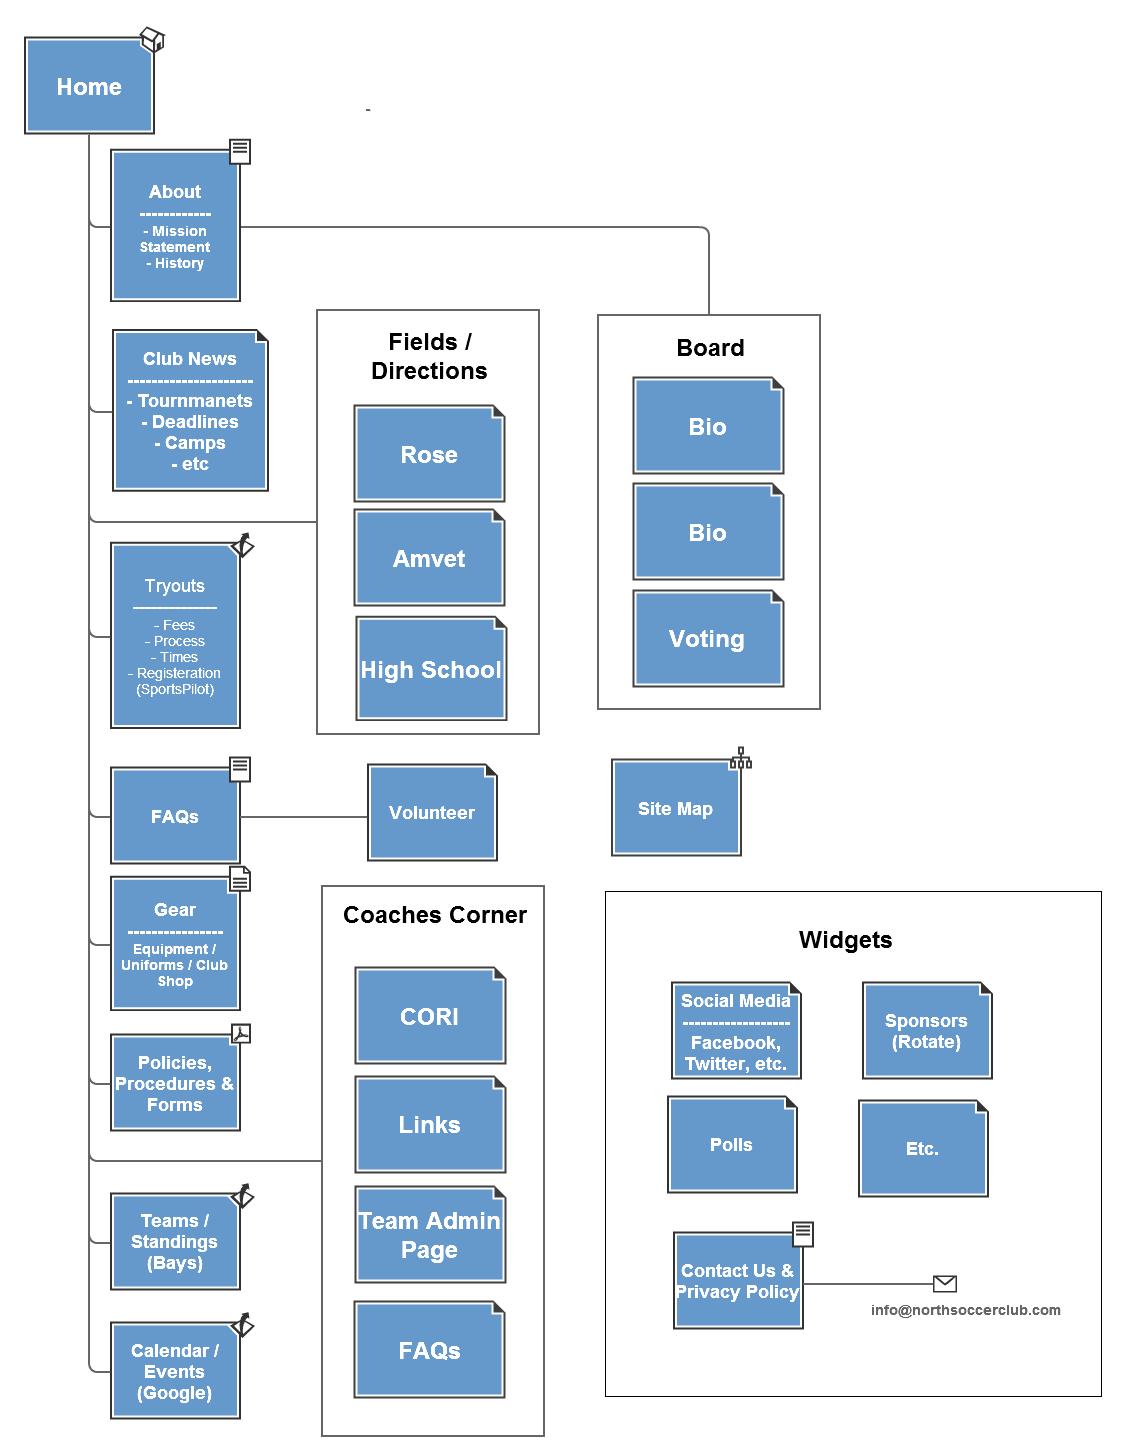 Home
-
About
------------
- Mission
Statement
- History
Club News
---------------------
- Tournmanets
- Deadlines
- Camps
- etc
Fields /
Directions
Rose
Amvet
High School
Board
Bio
Bio
Voting
Tryouts
--------------
- Fees
- Process
- Times
- Registeration
(SportsPilot)
FAQs
Volunteer
Site Map
Gear
----------------
Equipment /
Uniforms / Club
Shop
Policies,
Procedures &
Forms
Coaches Corner
CORI
Links
Team Admin
Page
FAQs
Teams /
Standings
(Bays)
Calendar /
Events
(Google)
Widgets
Social Media
------------------
Facebook,
Twitter, etc.
Sponsors
(Rotate)
Polls
Etc.
Contact Us &
Privacy Policy
info@northsoccerclub.com